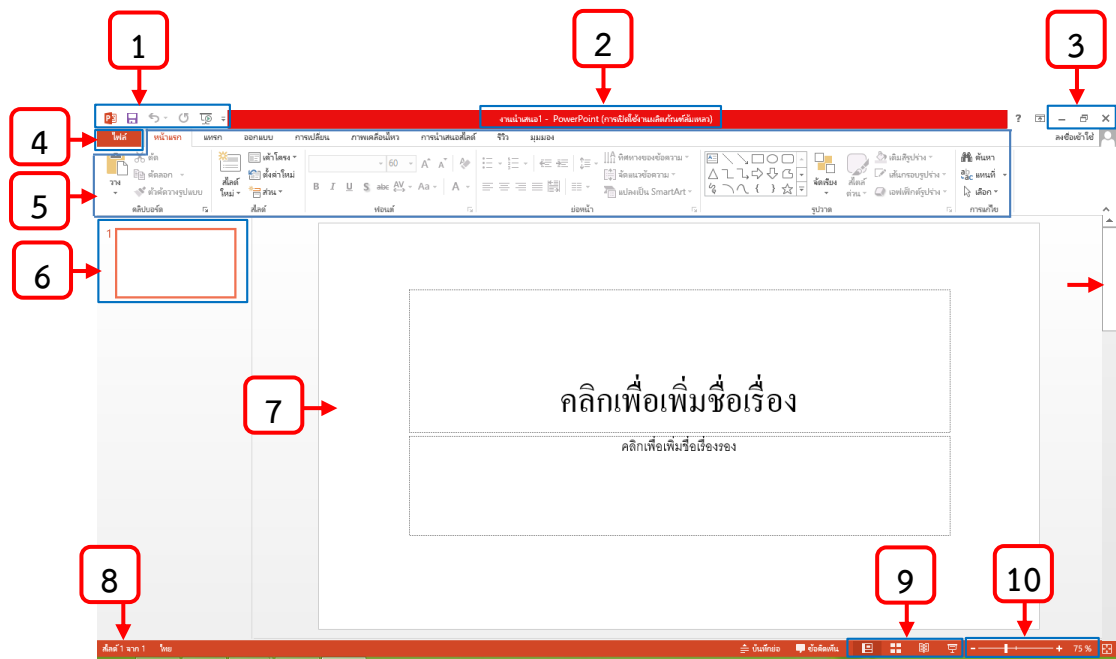 1
2
3
งานนำเสนอ1 - PowerPoint (การเปิดใช้งานผลิตภัณฑ์ล้มเหลว)
?
4
ไฟล์ หน้าแรก แทรก ออกแบบ การเปลี่ยน ภาพเคลื่อนไหว การนำเสนอสไลด์ รีวิว มุมมอง ลงชื่อเข้าใช้
5
วาง
ตัด
คัดลอก
ตัวคัดวางรูปแบบ
คลิปบอร์ด
สไลด์
ใหม่
เค้าโครง
ตั้งค่าใหม่
ส่วน
สไลด์
60 A A
B I U S abc AV Aa A
ฟอนต์
ทิศทางของข้อความ
จัดแนวข้อความ
แปลงเป็น SmartArt
ย่อหน้า
จัดเรียง
สไตล์
ด่วน
เติมสีรูปร่าง
เส้นกรอบรูปร่าง
เอฟเฟ็กต์รูปร่าง
รูปวาด
ค้นหา
แทนที่
เลือก
การแก้ไข
6
1
7
คลิกเพื่อเพิ่มชื่อเรื่อง
คลิกเพื่อเพิ่มชื่อเรื่องรอง
8
9
10
สไลด์ 1 จาก 1 ไทย บันทึกย่อ ข้อคิดเห็น - + 75 %